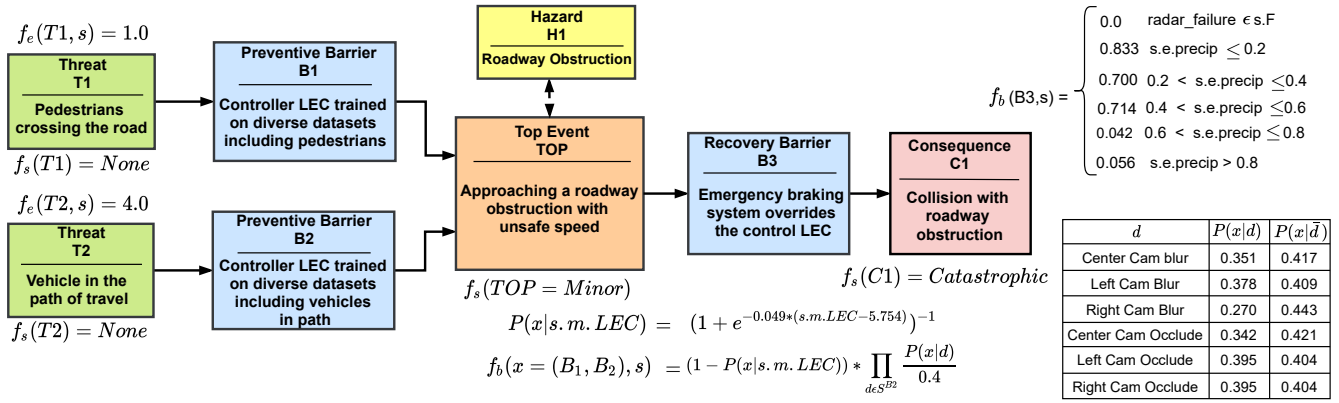 f_e(T1, s) = 1.0
Threat
T1
Pedestrians
crossing the road
f_s(T1) = None
Preventive Barrier
B1
Controller LEC trained
on diverse datasets
including pedestrians
f_e(T2, s) = 4.0
Threat
T2
Vehicle in the
path of travel
f_s(T2) = None
Preventive Barrier
B2
Controller LEC trained
on diverse datasets
including vehicles
in path
Hazard
H1
Roadway Obstruction
Top Event
TOP
Approaching a roadway
obstruction with
unsafe speed
f_s(TOP = Minor)
Recovery Barrier
B3
Emergency braking
system overrides
the control LEC
Consequence
C1
Collision with
roadway
obstruction
f_s(C1) = Catastrophic
P(x|s.m.LEC) = (1 + e^{-0.049*(s.m.LEC-5.754)})^{-1}
f_b(x = (B_1, B_2), s) = (1 − P(x|s.m.LEC)) * ∏_{dϵS^{B2}} P(x|d)/0.4
f_b (B3,s) =
0.0 radar_failure ϵ s.F
0.833 s.e.precip ≤0.2
0.700 0.2 < s.e.precip ≤0.4
0.714 0.4 < s.e.precip ≤0.6
0.042 0.6 < s.e.precip ≤0.8
0.056 s.e.precip > 0.8
d P(x|d) P(x|d̄)
Center Cam blur 0.351 0.417
Left Cam Blur 0.378 0.409
Right Cam Blur 0.270 0.443
Center Cam Occlude 0.342 0.421
Left Cam Occlude 0.395 0.404
Right Cam Occlude 0.395 0.404